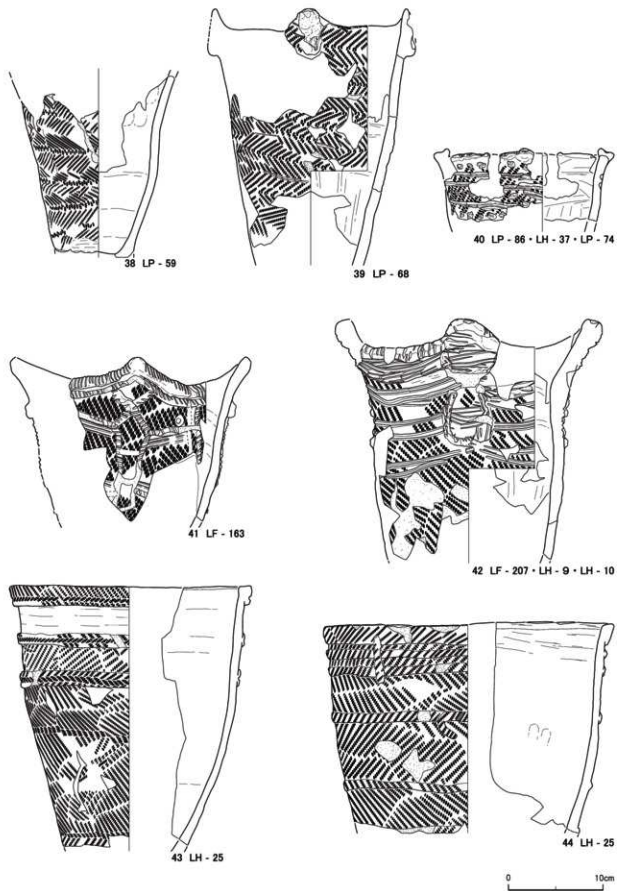 38 LP - 59
39 LP - 68
40 LP - 86・LH - 37・LP - 74
41 LF - 163
42 LF - 207・LH - 9・LH - 10
43 LH - 25
44 LH - 25
0 10cm